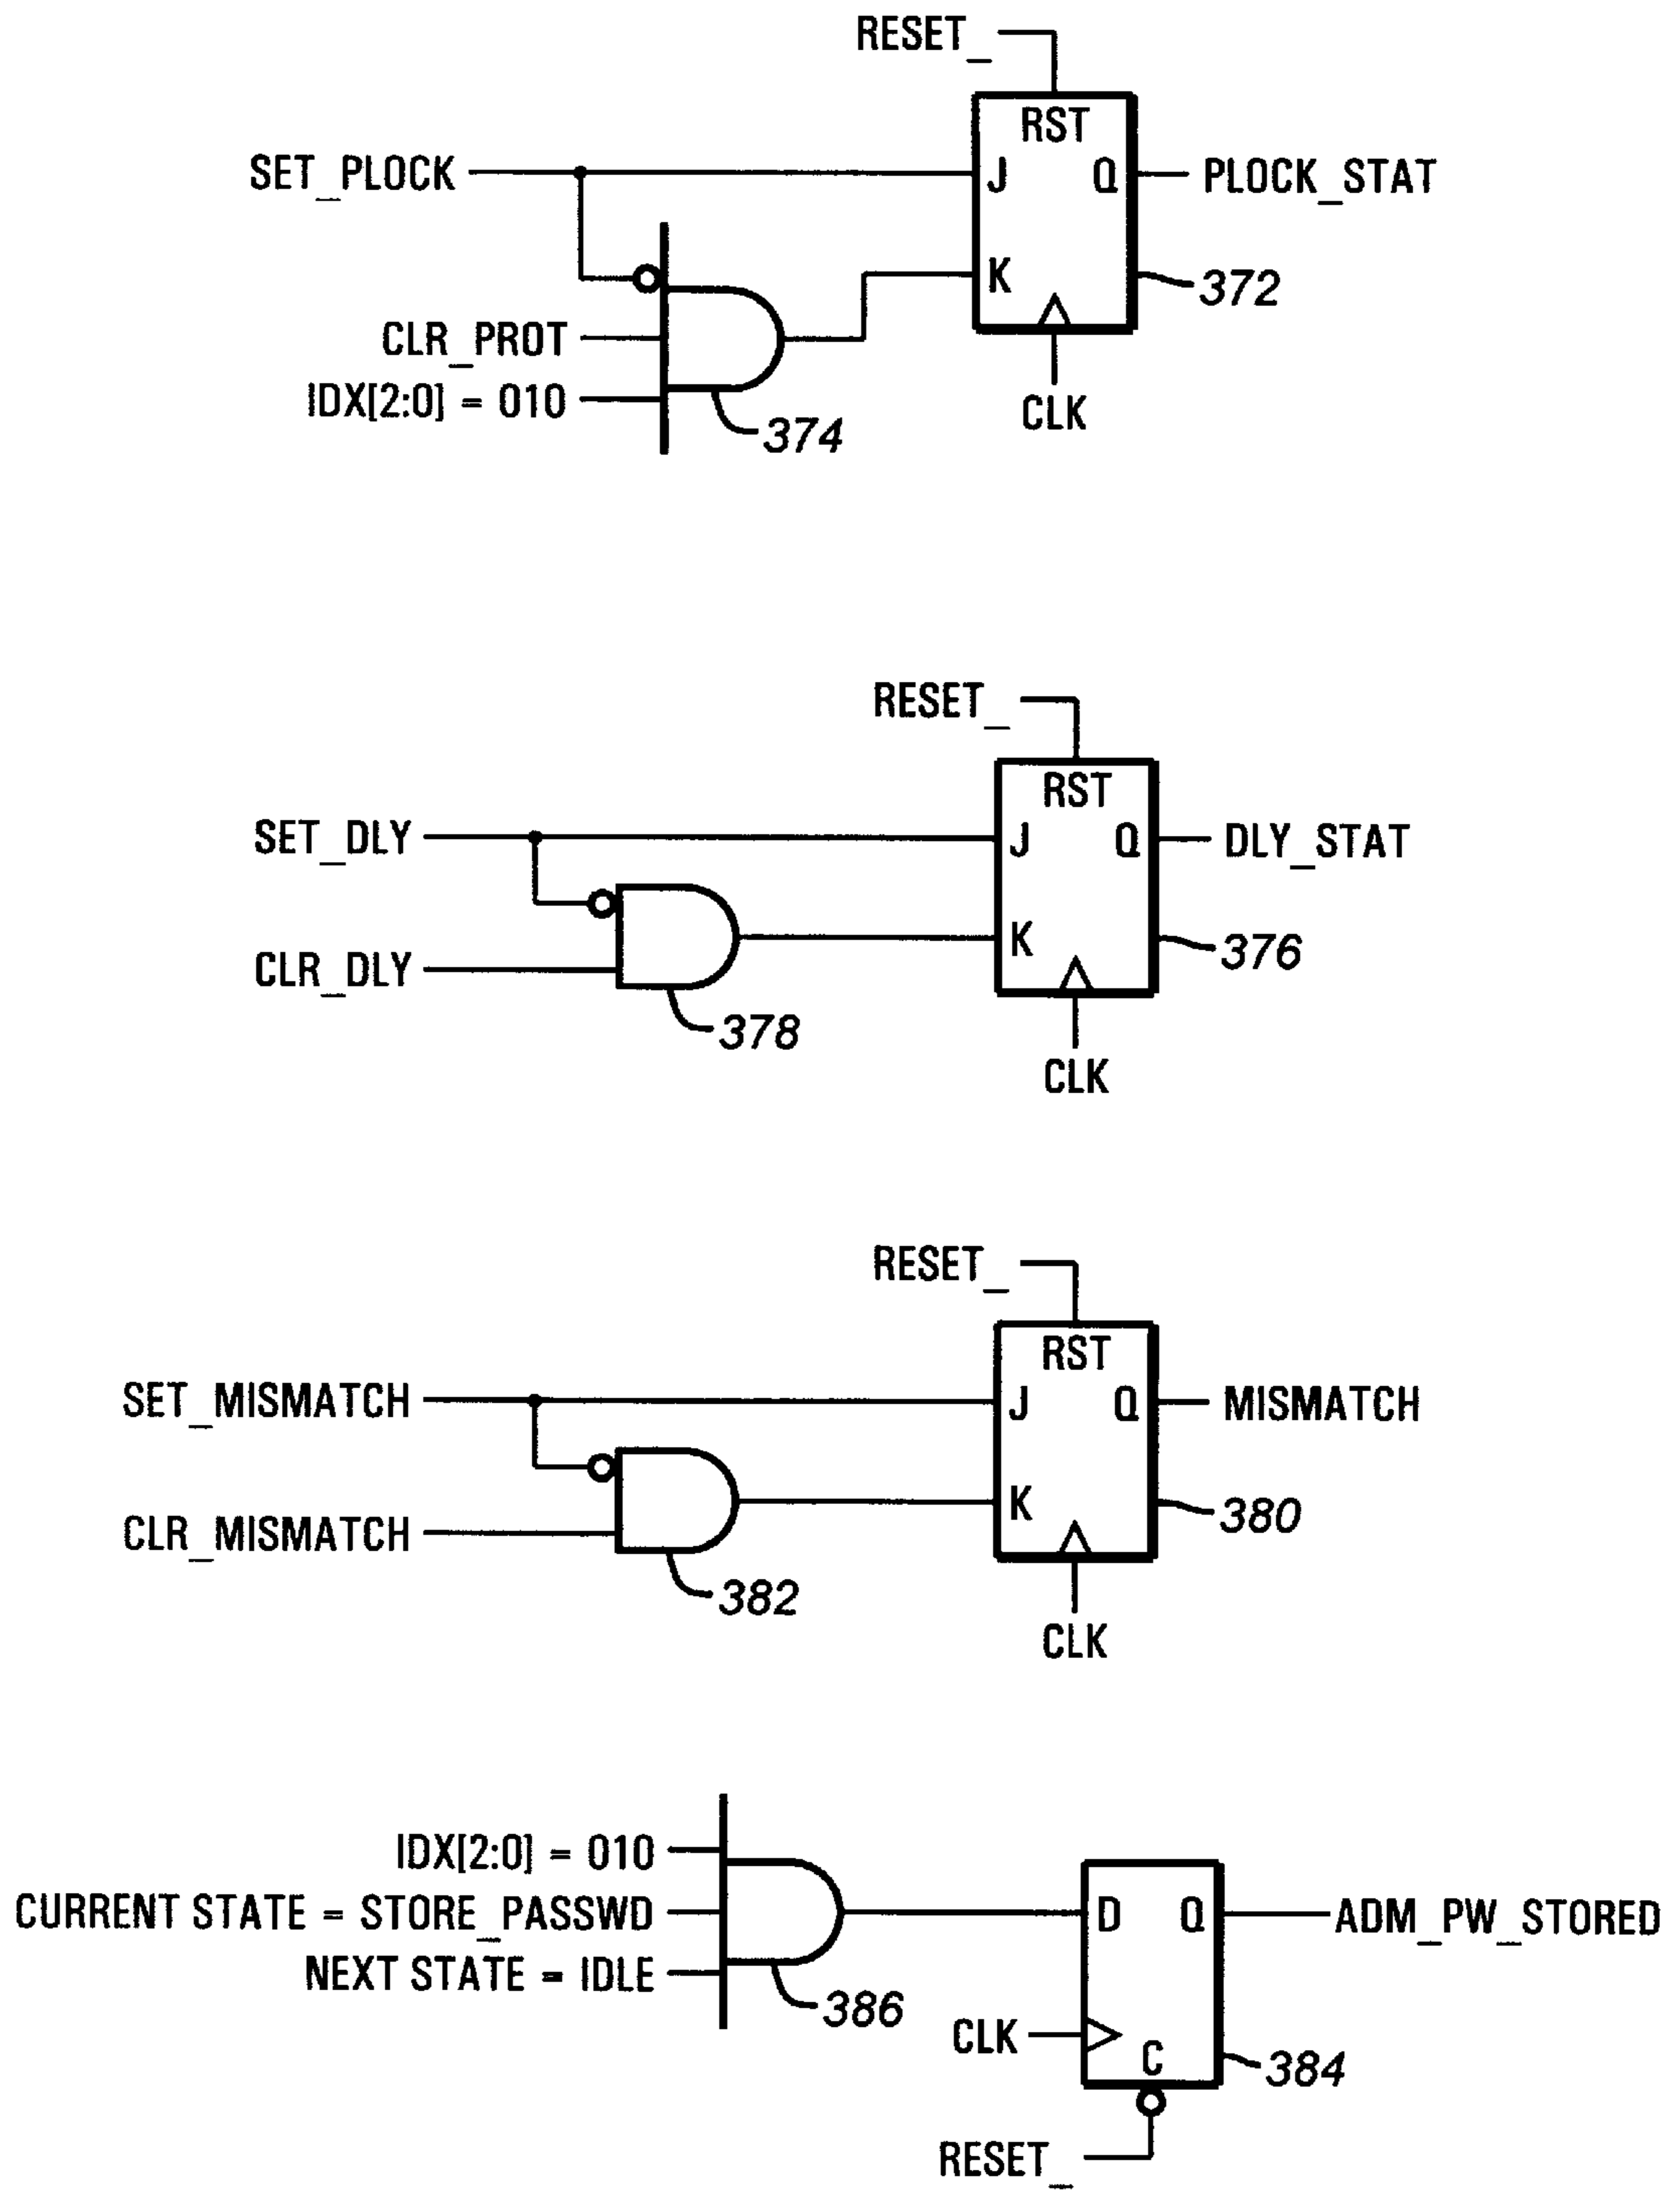 RESET_
RST
SET_PLOCK
J
Q
PLOCK_STAT
K
372
CLR_PROT
IDX[2:0] = 010
374
CLK
RESET_
RST
SET_DLY
J
Q
DLY_STAT
K
376
CLR_DLY
378
CLK
RESET_
RST
SET_MISMATCH
J
Q
MISMATCH
K
380
CLR_MISMATCH
382
CLK
IDX[2:0] = 010
CURRENT STATE = STORE_PASSWD
D
Q
ADM_PW_STORED
NEXT STATE = IDLE
386
CLK
C
384
RESET_